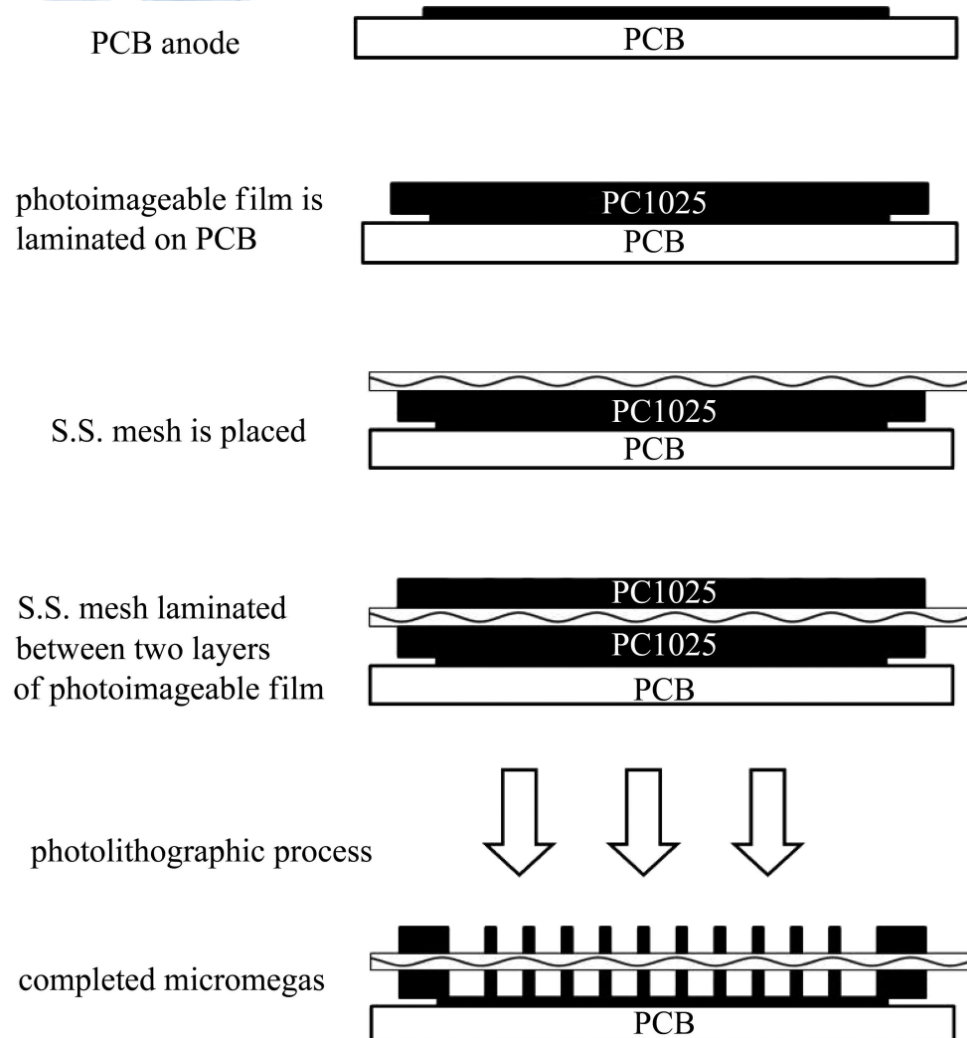 PCB anode
PCB
photoimageable film is
laminated on PCB
PC1025
PCB
S.S. mesh is placed
PC1025
PCB
S.S. mesh laminated
between two layers
of photoimageable film
PC1025
PC1025
PCB
photolithographic process
completed micromegas
PCB